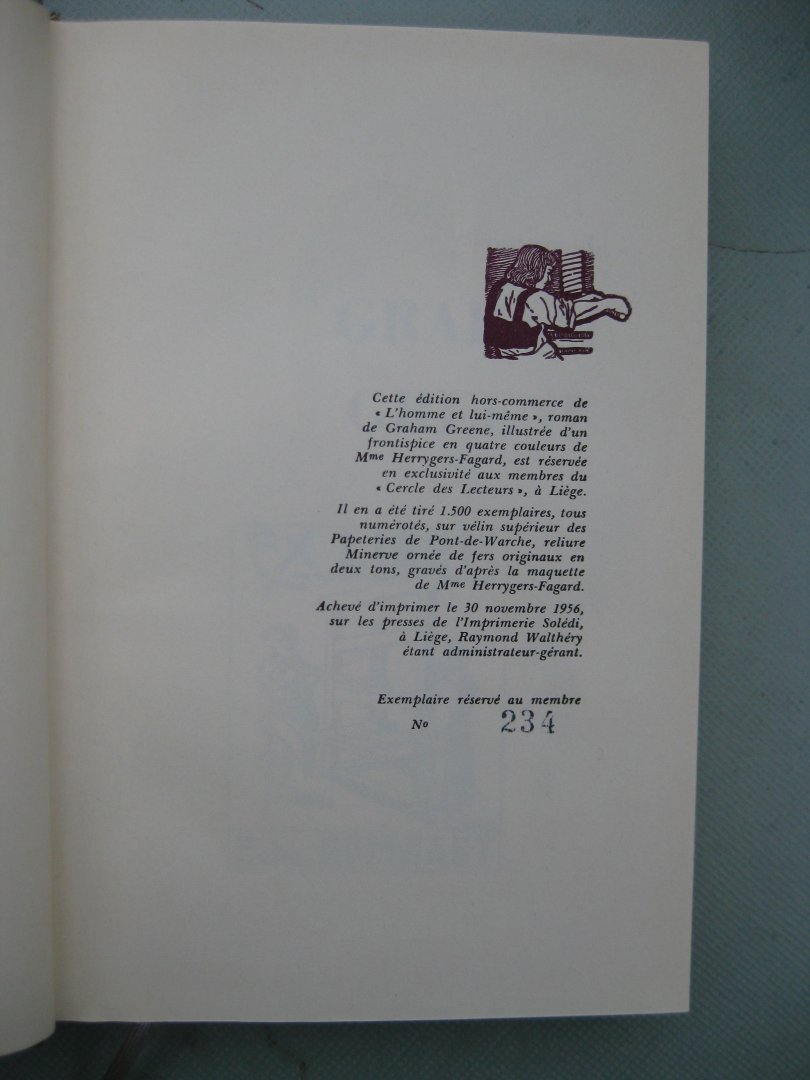 Cette édition hors-commerce de
« L'homme et lui-même », roman
de Graham Greene, illustrée d'un
frontispice en quatre couleurs de
Mme Herrygers-Fagard, est réservée
en exclusivité aux membres du
« Cercle des Lecteurs », à Liège.
Il en a été tiré 1.500 exemplaires, tous
numérotés, sur vélin supérieur des
Papeteries de Pont-de-Warche, reliure
Minerve ornée de fers originaux en
deux tons, gravés d'après la maquette
de Mme Herrygers-Fagard.
Achevé d'imprimer le 30 novembre 1956,
sur les presses de l'Imprimerie Solédi,
à Liège, Raymond Walthéry
étant administrateur-gérant.
Exemplaire réservé au membre
No 234